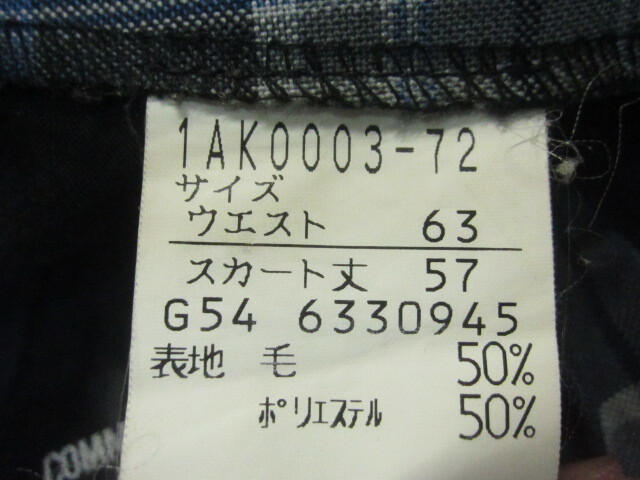 1AK0003-72
サイズ
ウエスト 63
スカート丈 57
G54 6330945
表地 毛 50%
ﾎﾟﾘｴｽﾃﾙ 50%
COMM